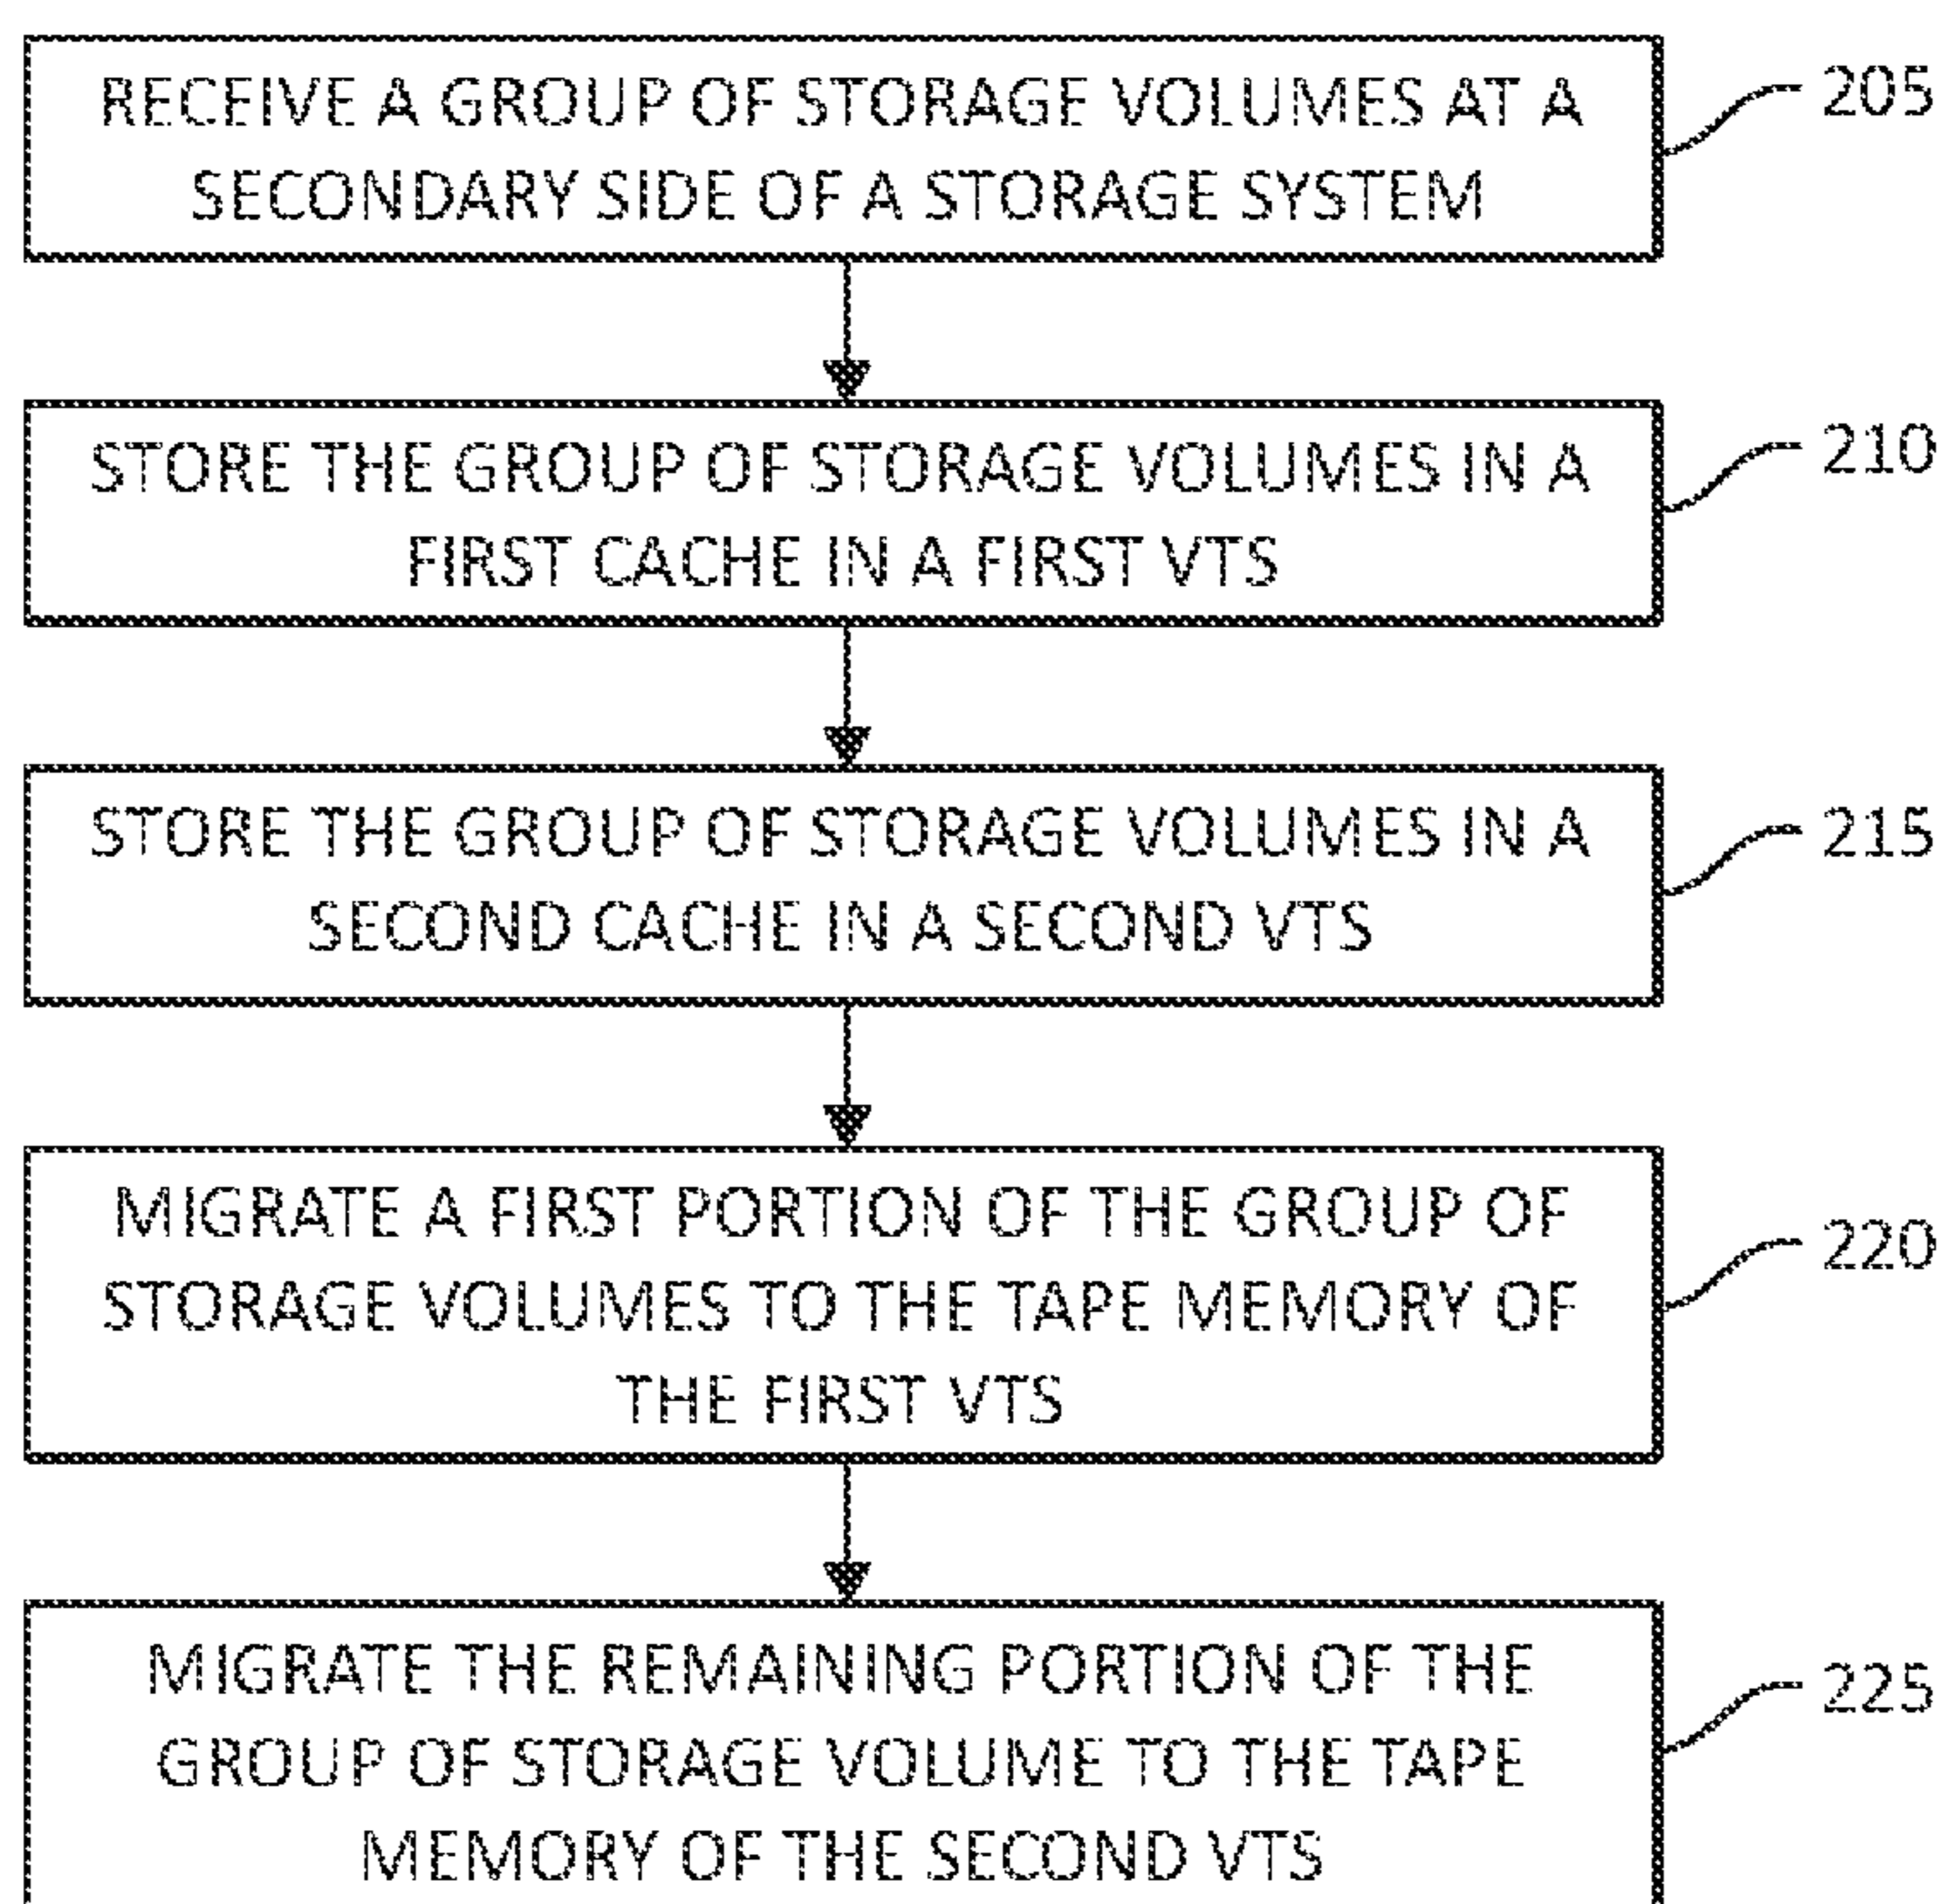 RECEIVE A GROUP OF STORAGE VOLUMES AT A
SECONDARY SIDE OF A STORAGE SYSTEM
205
STORE THE GROUP OF STORAGE VOLUMES IN A
FIRST CACHE IN A FIRST VTS
210
STORE THE GROUP OF STORAGE VOLUMES IN A
SECOND CACHE IN A SECOND VTS
215
MIGRATE A FIRST PORTION OF THE GROUP OF
STORAGE VOLUMES TO THE TAPE MEMORY OF
THE FIRST VTS
220
MIGRATE THE REMAINING PORTION OF THE
GROUP OF STORAGE VOLUME TO THE TAPE
MEMORY OF THE SECOND VTS
225